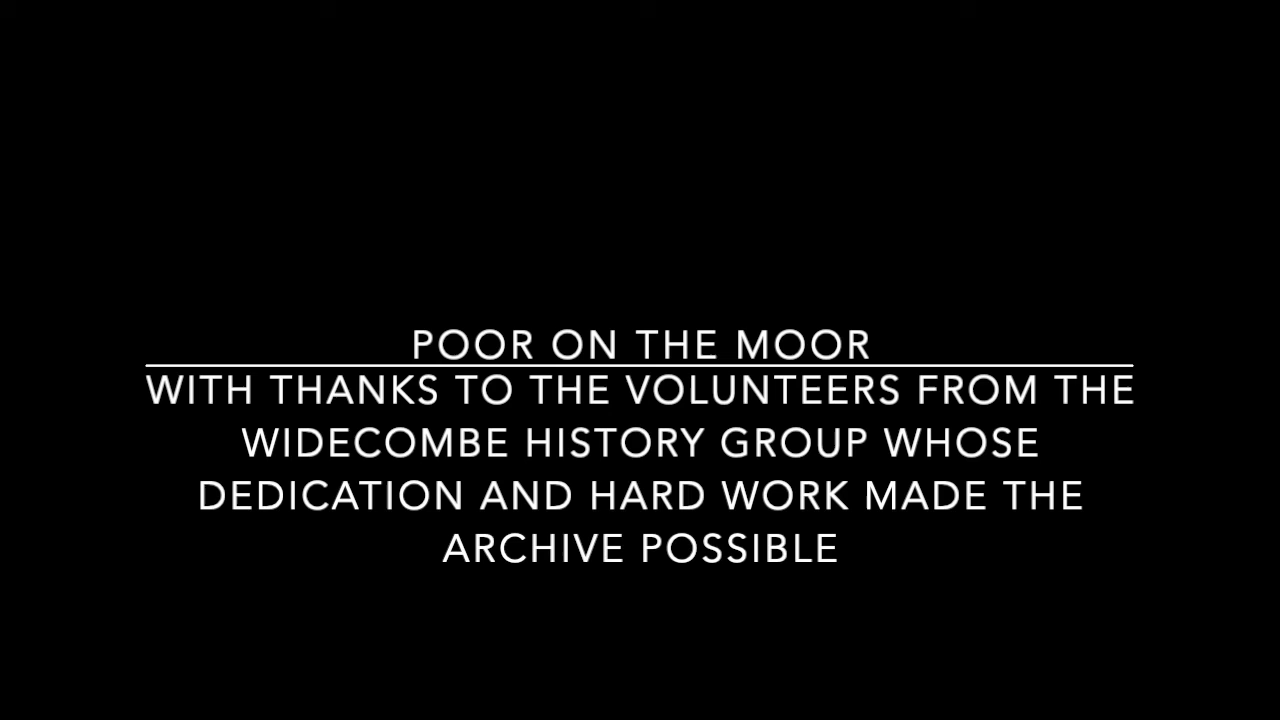 POOR ON THE MOOR
WITH THANKS TO THE VOLUNTEERS FROM THE
WIDECOMBE HISTORY GROUP WHOSE
DEDICATION AND HARD WORK MADE THE
ARCHIVE POSSIBLE